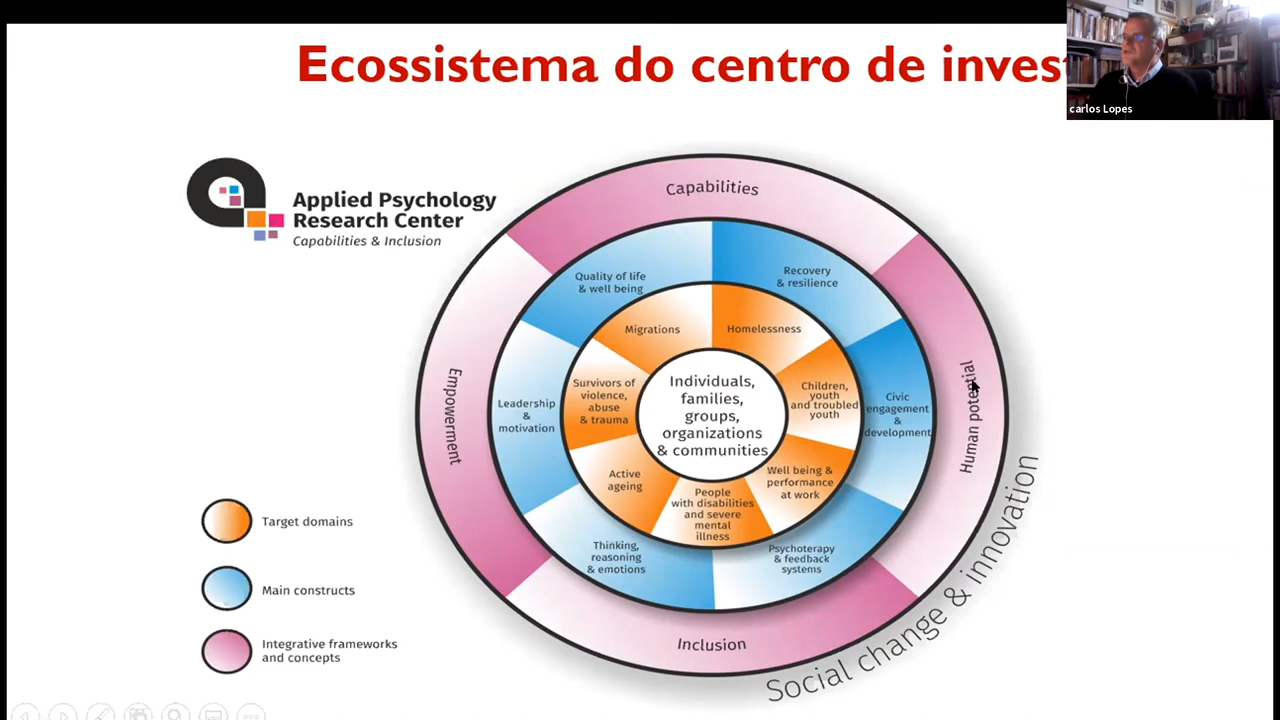 Ecossistema do centro de
carlos Lopes
Applied Psychology
Research Center
Capabilities & Inclusion
Capabilities
Quality of life
& well being
Recovery
& resilience
Migrations
Homelessness
Empowerment
Leadership
&
motivation
Survivors of
violence,
abuse
& trauma
Individuals,
families,
groups,
organizations
& communities
Children,
youth
and troubled
youth
Civic
engagement
&
development
Human potential
Active
ageing
People
with disabilities
and severe
mental
illness
Well being &
performance
at work
Thinking,
reasoning
& emotions
Psychoterapy
& feedback
systems
Inclusion
Social change & innovation
Target domains
Main constructs
Integrative frameworks
and concepts